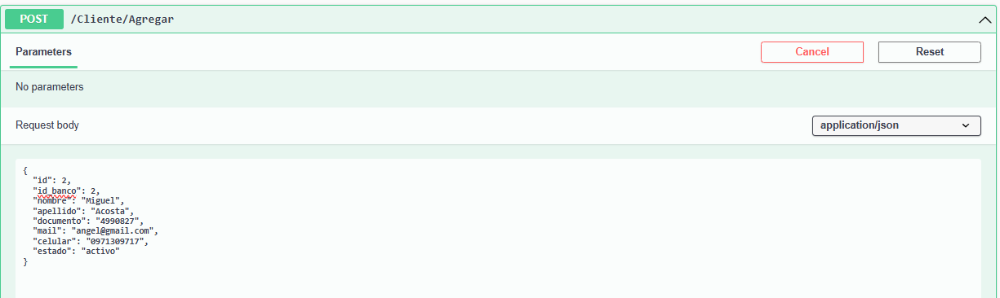 POST /Cliente/Agregar
Parameters Cancel Reset
No parameters
Request body application/json
{
"id": 2,
"id_banco": 2,
"nombre": "Miguel",
"apellido": "Acosta",
"documento": "4990827",
"mail": "angel@gmail.com",
"celular": "0971309717",
"estado": "activo"
}